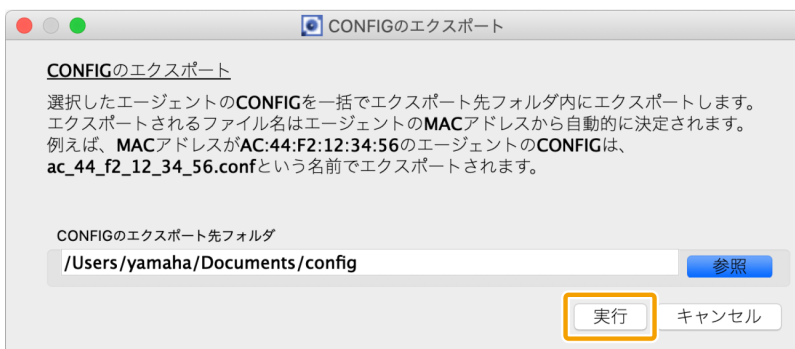 CONFIGのエクスポート
CONFIGのエクスポート
選択したエージェントのCONFIGを一括でエクスポート先フォルダ内にエクスポートします。
エクスポートされるファイル名はエージェントのMACアドレスから自動的に決定されます。
例えば、MACアドレスがAC:44:F2:12:34:56のエージェントのCONFIGは、
ac_44_f2_12_34_56.confという名前でエクスポートされます。
CONFIGのエクスポート先フォルダ
/Users/yamaha/Documents/config
参照
実行 キャンセル